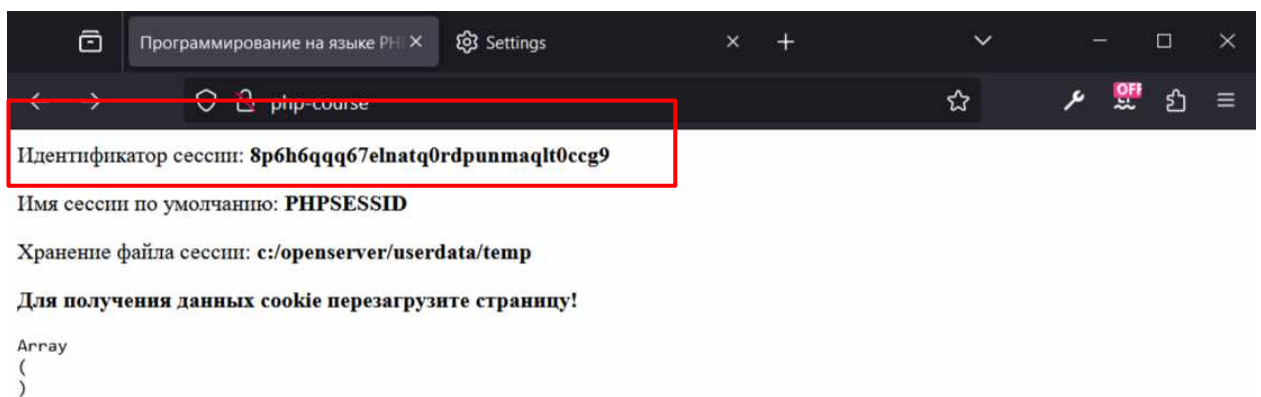 Программирование на языке PH
Settings
php-course
OFF
Идентификатор сессии: 8p6h6qqq67elnatq0rdpunmaqlt0ccg9
Имя сессии по умолчанию: PHPSESSID
Хранение файла сессии: c:/openserver/userdata/temp
Для получения данных cookie перезагрузите страницу!
Array
(
)